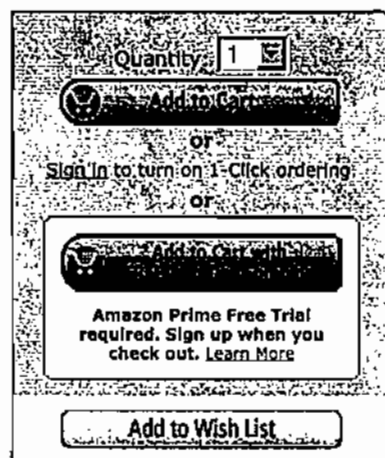 Quantity: 1
Add to Cart
or
Sign in to turn on 1-Click ordering.
or
Add to Cart with
Amazon Prime Free Trial
required. Sign up when you
check out. Learn More
Add to Wish List